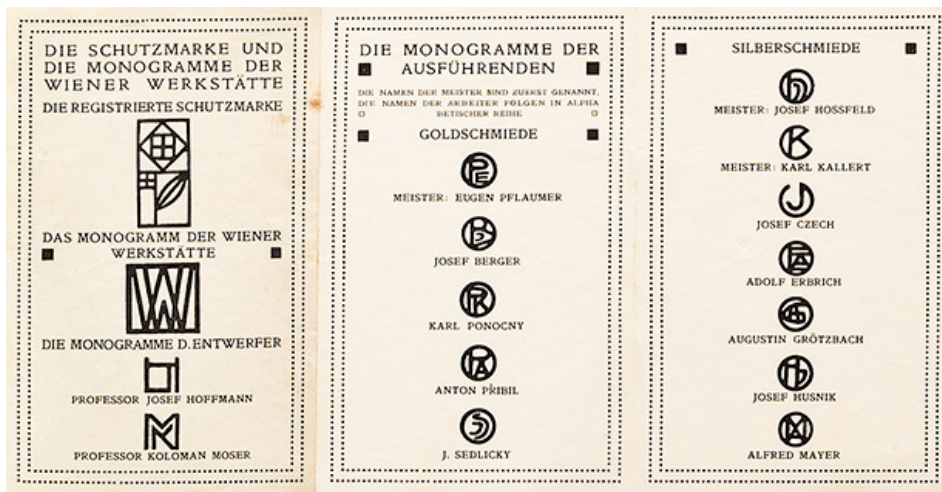 DIE SCHUTZMARKE UND
DIE MONOGRAMME DER
WIENER WERKSTÄTTE
DIE REGISTRIERTE SCHUTZMARKE
DAS MONOGRAMM DER WIENER
WERKSTÄTTE
DIE MONOGRAMME D. ENTWERFER
PROFESSOR JOSEF HOFFMANN
PROFESSOR KOLOMAN MOSER
DIE MONOGRAMME DER
AUSFÜHRENDEN
DIE NAMEN DER MEISTER SIND ZUERST GENANNT,
DIE NAMEN DER ARBEITER FOLGEN IN ALPHA
BETISCHER REIHE
GOLDSCHMIEDE
MEISTER: EUGEN PFLAUMER
JOSEF BERGER
KARL PONOCNY
ANTON PŘIBIL
J. SEDLICKY
SILBERSCHMIEDE
MEISTER: JOSEF HOSSFELD
MEISTER: KARL KALLERT
JOSEF CZECH
ADOLF ERBRICH
AUGUSTIN GRÖTZBACH
JOSEF HUSNIK
ALFRED MAYER